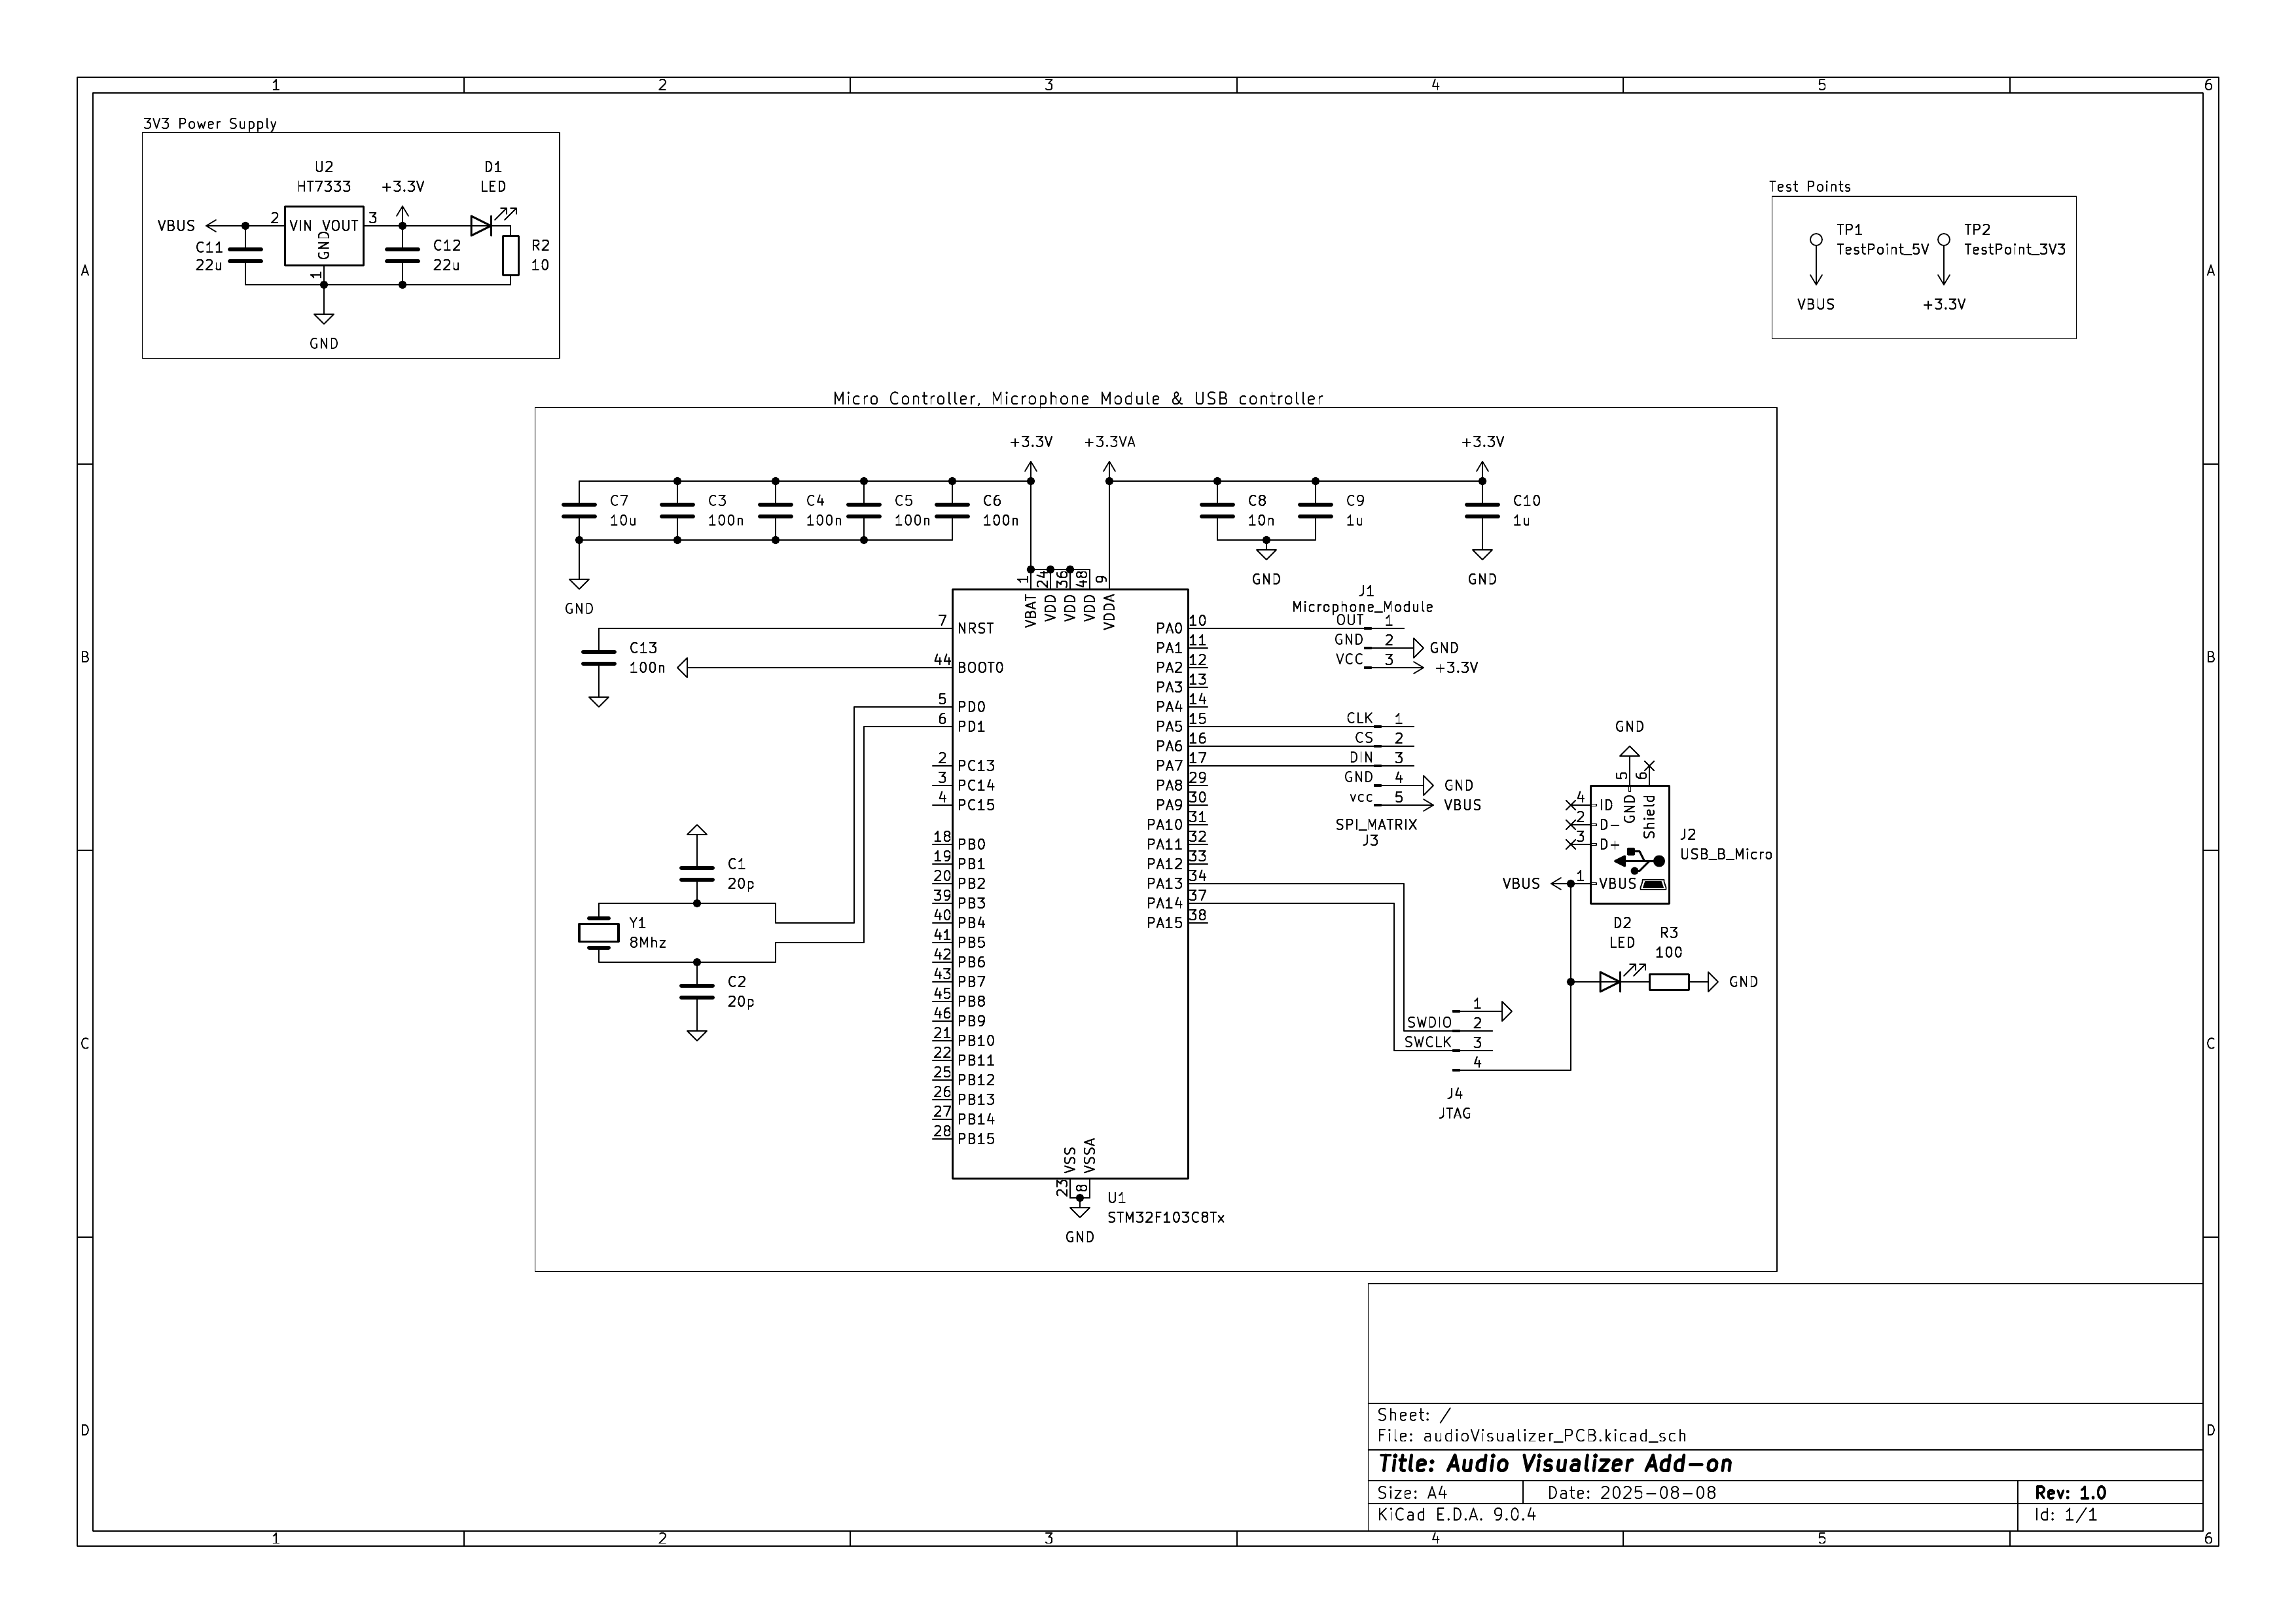 1 2 3 4 5 6
A A
B B
C C
D D
1 2 3 4 5 6
3V3 Power Supply
U2
HT7333
+3.3V
D1
LED
VBUS
2
VIN
VOUT
3
GND
1
C11
22u
C12
22u
R2
10
GND
Test Points
TP1
TestPoint_5V
VBUS
TP2
TestPoint_3V3
+3.3V
Micro Controller, Microphone Module & USB controller
+3.3V
+3.3VA
+3.3V
C7
10u
C3
100n
C4
100n
C5
100n
C6
100n
C8
10n
C9
1u
C10
1u
GND
GND
GND
1 VBAT
24 VDD
36 VDD
48 VDD
9 VDDA
7 NRST
44 BOOT0
5 PD0
6 PD1
2 PC13
3 PC14
4 PC15
18 PB0
19 PB1
20 PB2
39 PB3
40 PB4
41 PB5
42 PB6
43 PB7
45 PB8
46 PB9
21 PB10
22 PB11
25 PB12
26 PB13
27 PB14
28 PB15
PA0 10
PA1 11
PA2 12
PA3 13
PA4 14
PA5 15
PA6 16
PA7 17
PA8 29
PA9 30
PA10 31
PA11 32
PA12 33
PA13 34
PA14 37
PA15 38
23 VSS
8 VSSA
GND
U1
STM32F103C8Tx
C13
100n
C1
20p
Y1
8Mhz
C2
20p
J1
Microphone_Module
OUT 1
GND 2 GND
VCC 3 +3.3V
CLK 1
CS 2
DIN 3
GND 4 GND
vcc 5 VBUS
SPI_MATRIX
J3
GND
5 GND
6 Shield
4 ID
2 D-
3 D+
1 VBUS
VBUS
J2
USB_B_Micro
D2
LED
R3
100
GND
1
SWDIO 2
SWCLK 3
4
J4
JTAG
Sheet: /
File: audioVisualizer_PCB.kicad_sch
Title: Audio Visualizer Add-on
Size: A4 Date: 2025-08-08 Rev: 1.0
KiCad E.D.A. 9.0.4 Id: 1/1